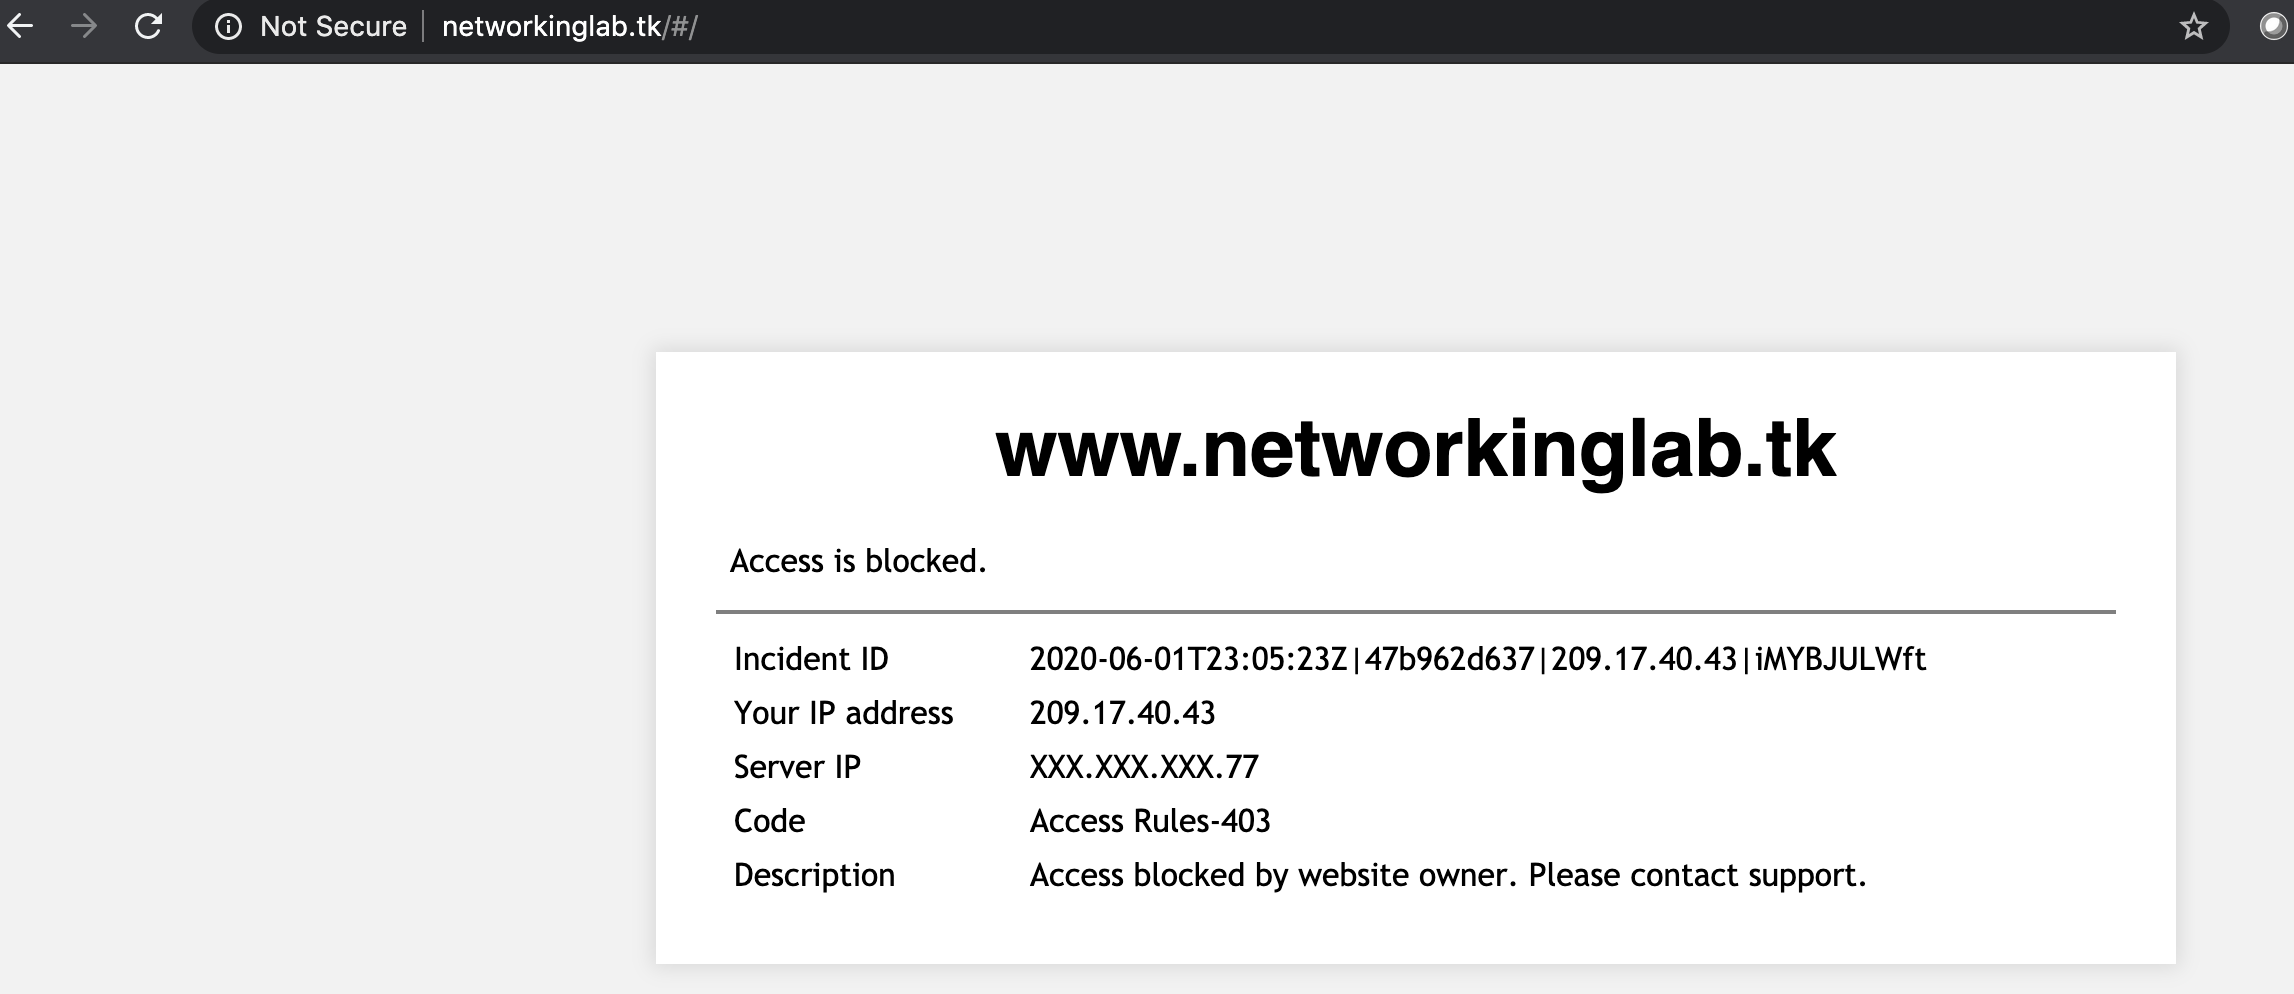 Not Secure | networkinglab.tk/#/
www.networkinglab.tk
Access is blocked.
Incident ID 2020-06-01T23:05:23Z|47b962d637|209.17.40.43|iMYBJULWft
Your IP address 209.17.40.43
Server IP XXX.XXX.XXX.77
Code Access Rules-403
Description Access blocked by website owner. Please contact support.